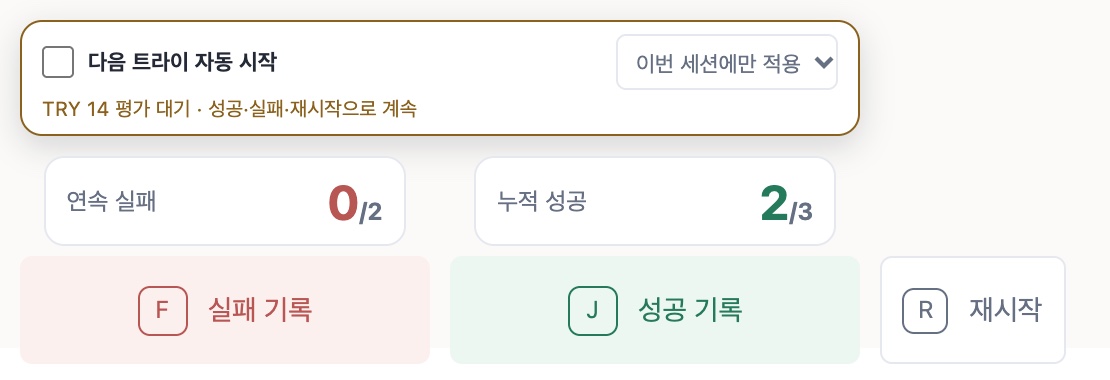 다음 트라이 자동 시작
이번 세션에만 적용
TRY 14 평가 대기 · 성공·실패·재시작으로 계속
연속 실패 0/2
누적 성공 2/3
F 실패 기록
J 성공 기록
R 재시작